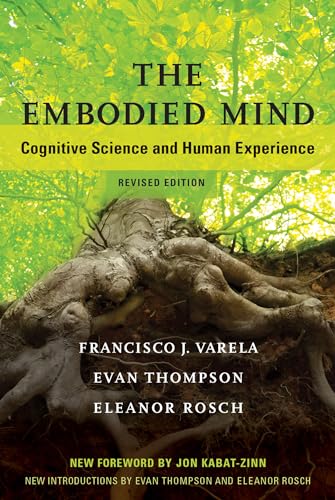 THE
EMBODIED MIND
Cognitive Science and Human Experience
REVISED EDITION
FRANCISCO J. VARELA
EVAN THOMPSON
ELEANOR ROSCH
NEW FOREWORD BY JON KABAT-ZINN
NEW INTRODUCTIONS BY EVAN THOMPSON AND ELEANOR ROSCH